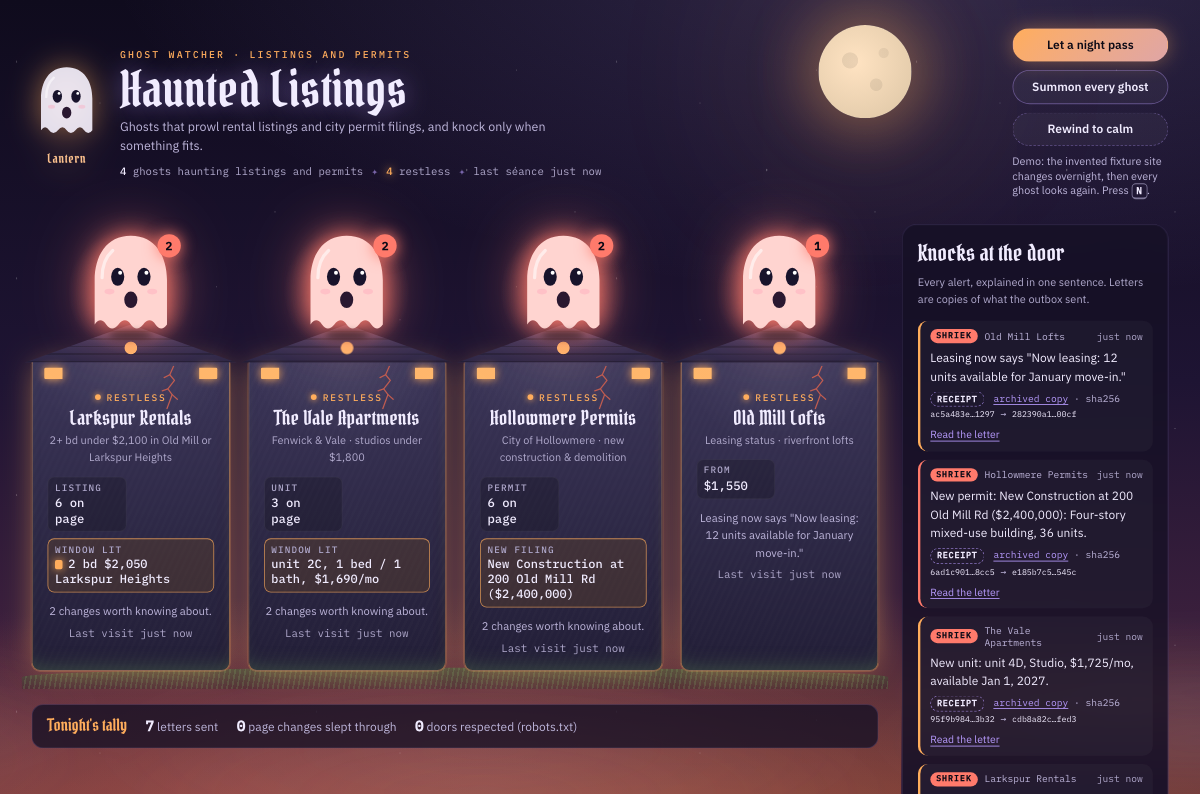 GHOST WATCHER · LISTINGS AND PERMITS
Haunted Listings
Ghosts that prowl rental listings and city permit filings, and knock only when
something fits.
4 ghosts haunting listings and permits ✦ 4 restless ✦ last séance just now
Lantern
Let a night pass
Summon every ghost
Rewind to calm
Demo: the invented fixture site
changes overnight, then every
ghost looks again. Press N.
2
RESTLESS
Larkspur Rentals
2+ bd under $2,100 in Old Mill or
Larkspur Heights
LISTING
6 on
page
WINDOW LIT
2 bd $2,050
Larkspur Heights
2 changes worth knowing about.
Last visit just now
2
RESTLESS
The Vale Apartments
Fenwick & Vale · studios under
$1,800
UNIT
3 on
page
WINDOW LIT
unit 2C, 1 bed / 1
bath, $1,690/mo
2 changes worth knowing about.
Last visit just now
2
RESTLESS
Hollowmere Permits
City of Hollowmere · new
construction & demolition
PERMIT
6 on
page
NEW FILING
New Construction at
200 Old Mill Rd
($2,400,000)
2 changes worth knowing about.
Last visit just now
1
RESTLESS
Old Mill Lofts
Leasing status · riverfront lofts
FROM
$1,550
Leasing now says "Now leasing:
12 units available for January
move-in."
Last visit just now
Tonight's tally
7 letters sent
0 page changes slept through
0 doors respected (robots.txt)
Knocks at the door
Every alert, explained in one sentence. Letters
are copies of what the outbox sent.
SHRIEK Old Mill Lofts just now
Leasing now says "Now leasing: 12
units available for January move-in."
RECEIPT archived copy · sha256
ac5a483e…1297 → 282390a1…00cf
Read the letter
SHRIEK Hollowmere Permits just now
New permit: New Construction at 200
Old Mill Rd ($2,400,000): Four-story
mixed-use building, 36 units.
RECEIPT archived copy · sha256
6ad1c901…8cc5 → e185b7c5…545c
Read the letter
SHRIEK The Vale
Apartments just now
New unit: unit 4D, Studio, $1,725/mo,
available Jan 1, 2027.
RECEIPT archived copy · sha256
95f9b984…3b32 → cdb8a82c…fed3
Read the letter
SHRIEK Larkspur Rentals just now